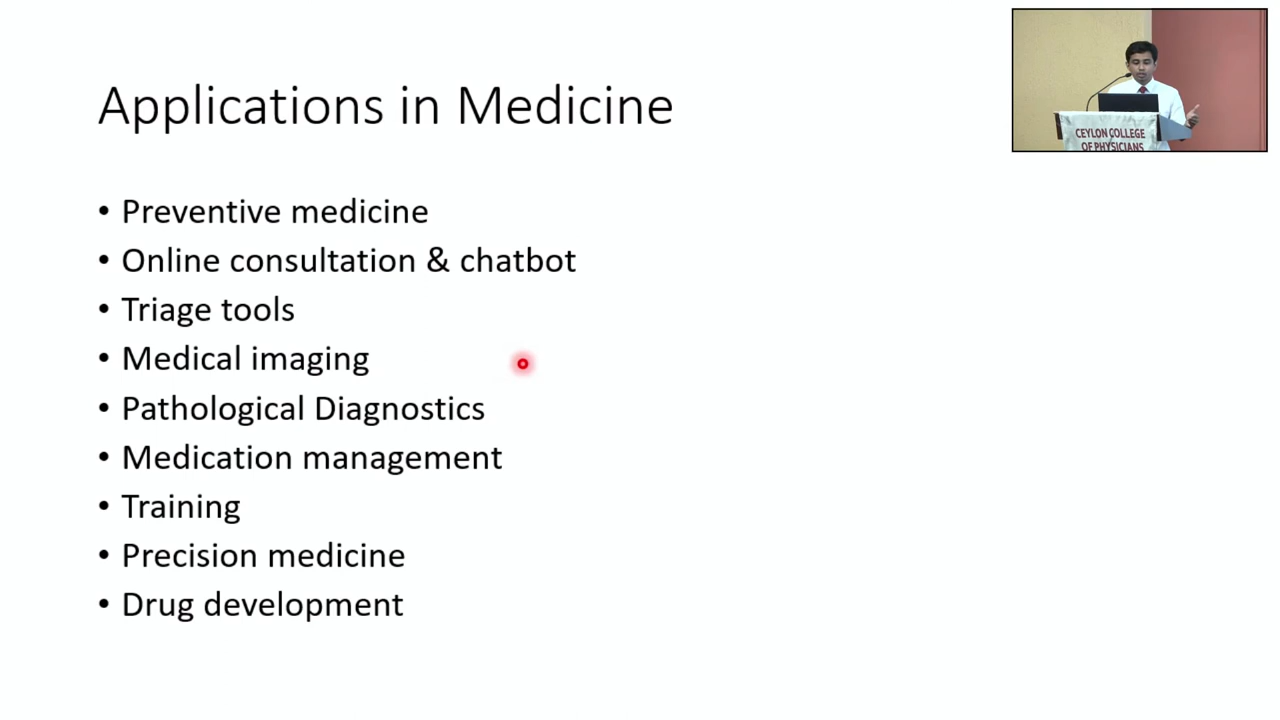 Applications in Medicine
• Preventive medicine
• Online consultation & chatbot
• Triage tools
• Medical imaging
• Pathological Diagnostics
• Medication management
• Training
• Precision medicine
• Drug development
CEYLON COLLEGE
OF PHYSICIANS